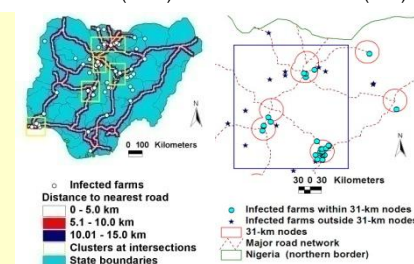 N
0 100 Kilometers
Infected farms
Distance to nearest road
0 - 5.0 km
5.1 - 10.0 km
10.01 - 15.0 km
Clusters at intersections
State boundaries
N
30 0 30 Kilometers
Infected farms within 31-km nodes
Infected farms outside 31-km nodes
31-km nodes
Major road network
Nigeria (northern border)